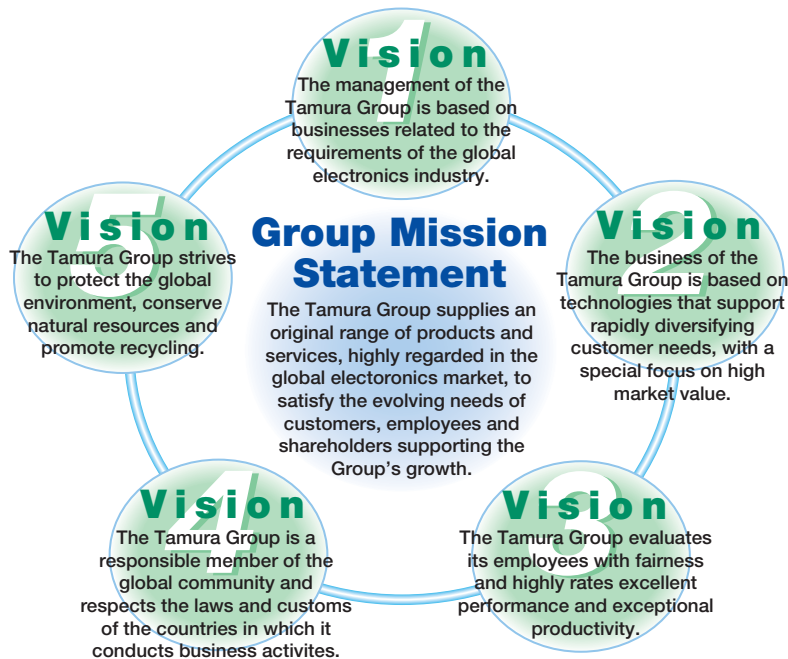 1
Vision
The management of the
Tamura Group is based on
businesses related to the
requirements of the global
electronics industry.
2
Vision
The business of the
Tamura Group is based on
technologies that support
rapidly diversifying
customer needs, with a
special focus on high
market value.
3
Vision
The Tamura Group evaluates
its employees with fairness
and highly rates excellent
performance and exceptional
productivity.
4
Vision
The Tamura Group is a
responsible member of the
global community and
respects the laws and customs
of the countries in which it
conducts business activites.
5
Vision
The Tamura Group strives
to protect the global
environment, conserve
natural resources and
promote recycling.
Group Mission
Statement
The Tamura Group supplies an
original range of products and
services, highly regarded in the
global electoronics market, to
satisfy the evolving needs of
customers, employees and
shareholders supporting the
Group's growth.